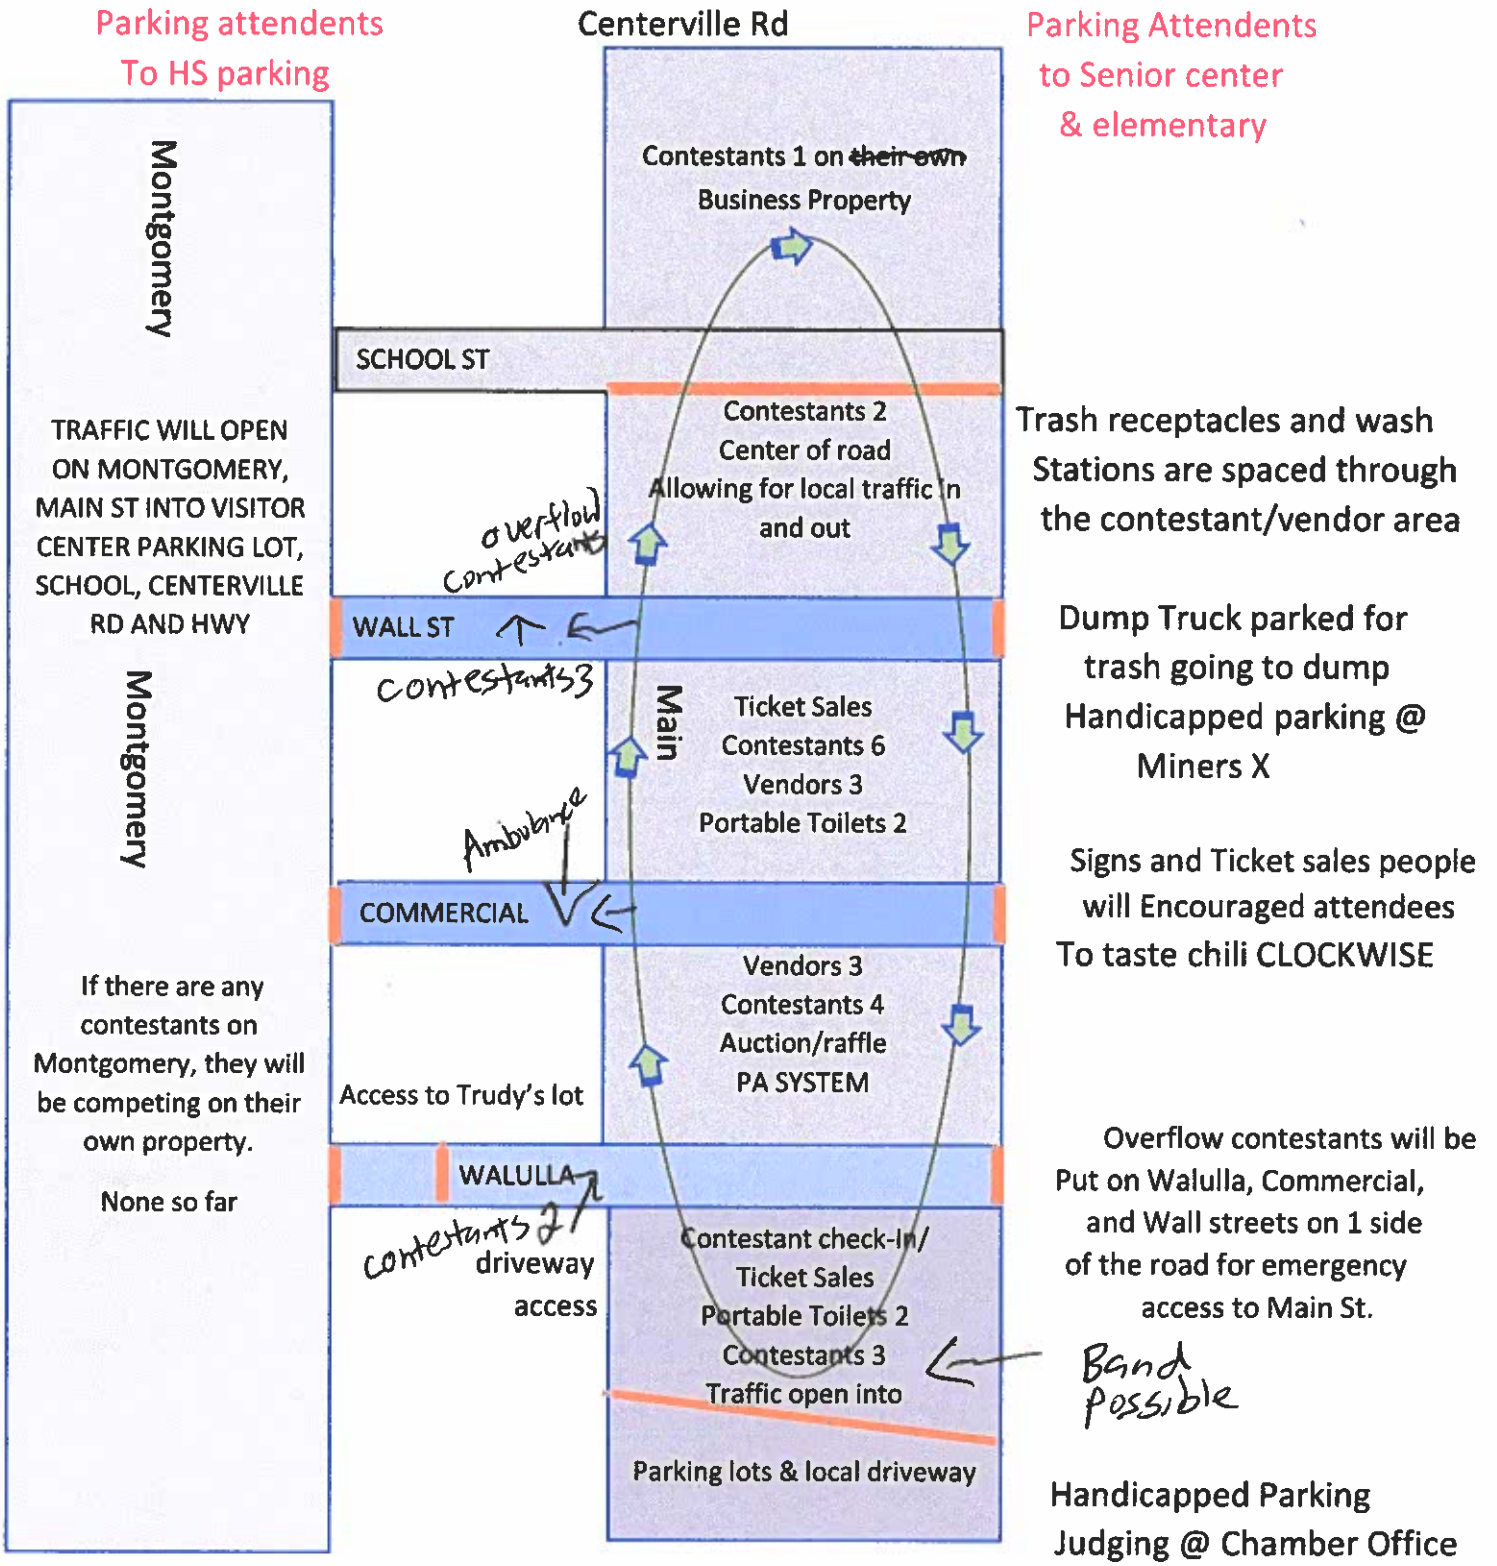 Parking attendents
To HS parking
Centerville Rd
Parking Attendents
to Senior center
& elementary
Montgomery
TRAFFIC WILL OPEN
ON MONTGOMERY,
MAIN ST INTO VISITOR
CENTER PARKING LOT,
SCHOOL, CENTERVILLE
RD AND HWY
Montgomery
If there are any
contestants on
Montgomery, they will
be competing on their
own property.
None so far
Contestants 1 on their own
Business Property
SCHOOL ST
Contestants 2
Center of road
Allowing for local traffic in
and out
overflow
contestants
WALL ST
contestants 3
Main
Ticket Sales
Contestants 6
Vendors 3
Portable Toilets 2
Ambulance
COMMERCIAL
Vendors 3
Contestants 4
Auction/raffle
PA SYSTEM
Access to Trudy's lot
WALULLA
contestants 2
driveway
access
Contestant check-In/
Ticket Sales
Portable Toilets 2
Contestants 3
Traffic open into
Parking lots & local driveway
Trash receptacles and wash
Stations are spaced through
the contestant/vendor area
Dump Truck parked for
trash going to dump
Handicapped parking @
Miners X
Signs and Ticket sales people
will Encouraged attendees
To taste chili CLOCKWISE
Overflow contestants will be
Put on Walulla, Commercial,
and Wall streets on 1 side
of the road for emergency
access to Main St.
Band
possible
Handicapped Parking
Judging @ Chamber Office